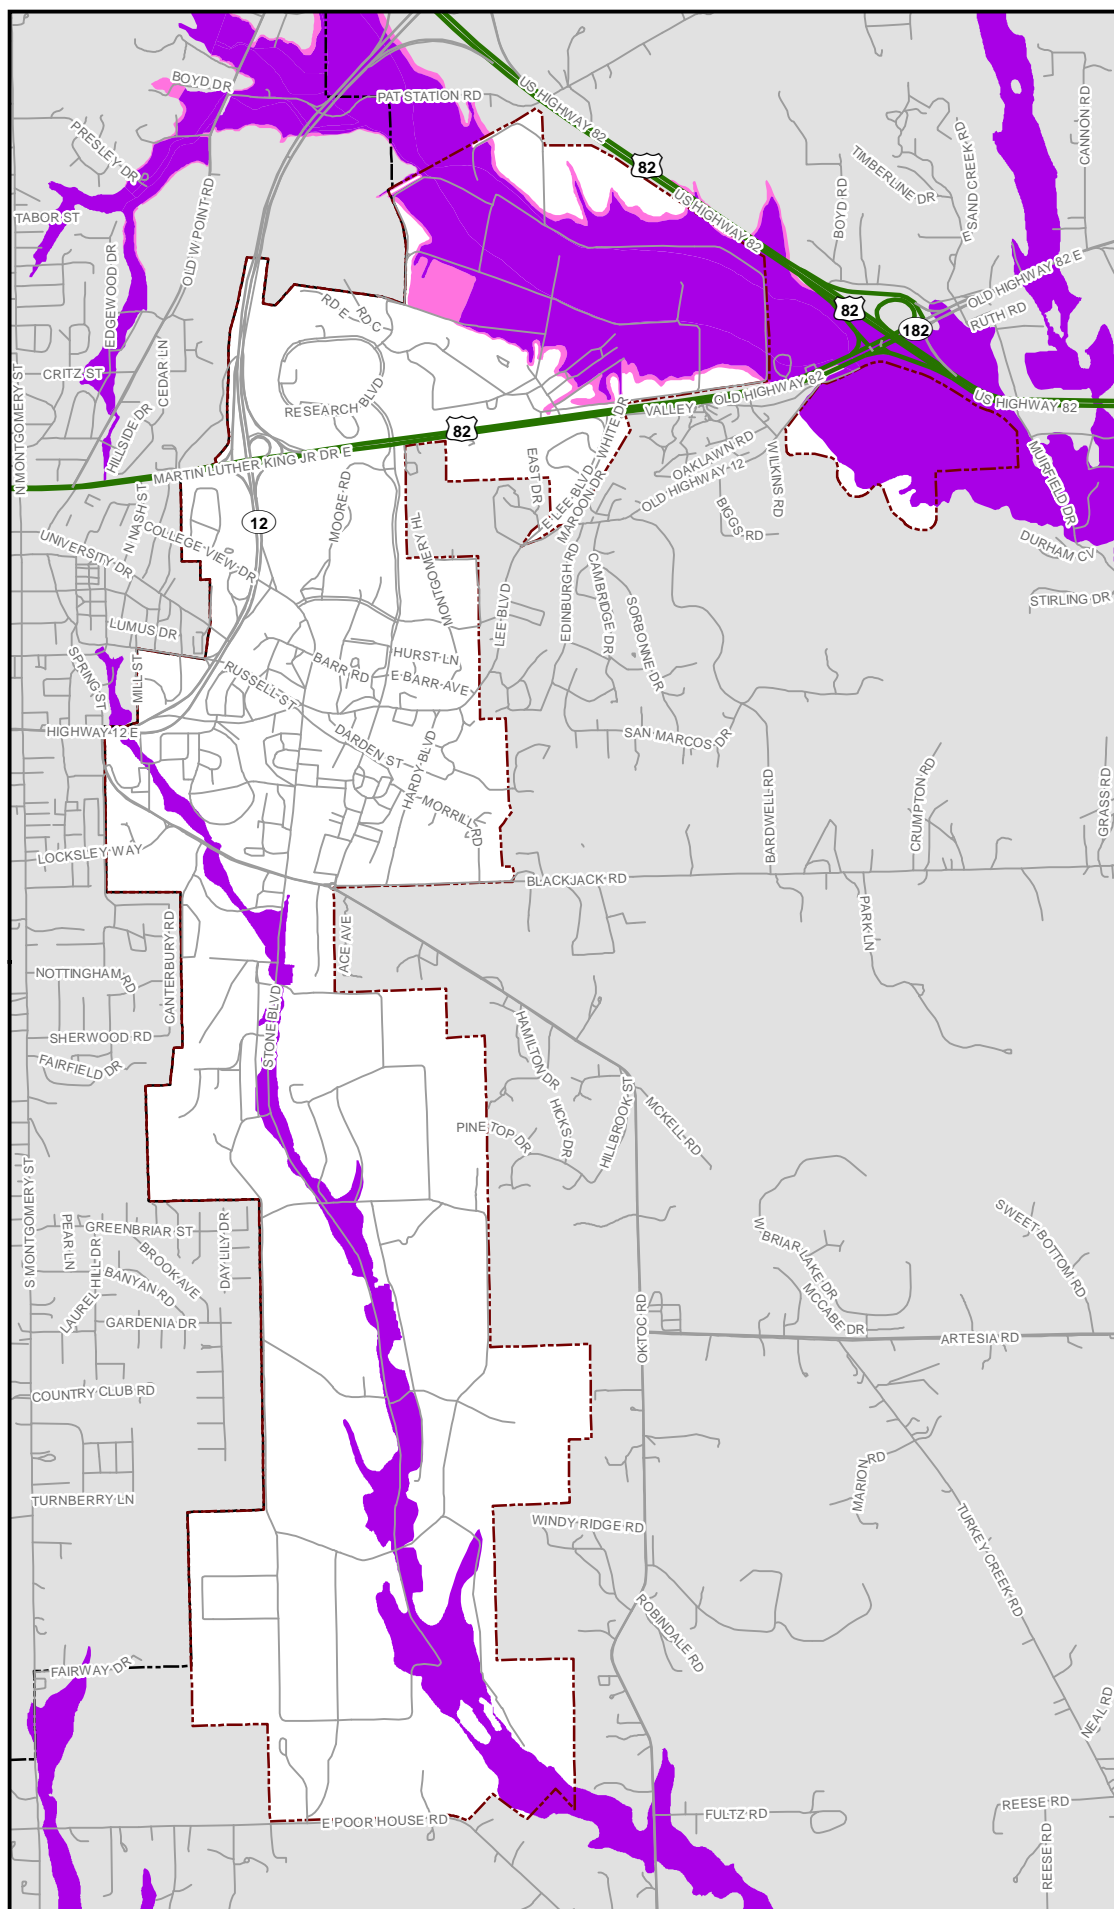 BOYD DR
PAT STATION RD
US HIGHWAY 82
CANNON RD
PRESLEY DR
82
TIMBERLINE DR
E SAND CREEK RD
TABOR ST
OLD W POINT RD
US HIGHWAY 82
BOYD RD
EDGEWOOD DR
OLD HIGHWAY 82 E
RD E
RD C
82
182
RUTH RD
N MONTGOMERY ST
CRITZ ST
CEDAR LN
RESEARCH BLVD
VALLEY
OLD HIGHWAY 82
US HIGHWAY 82
HILLSIDE DR
82
MARTIN LUTHER KING JR DR E
WHITE DR
OAKLAWN RD
WILKINS RD
MUIRFIELD DR
N NASH ST
MOORE RD
EAST DR
E LEE BLVD
MAROON DR
OLD HIGHWAY 12
BIGGS RD
12
UNIVERSITY DR
COLLEGE VIEW DR
MONTGOMERY HL
DURHAM CV
EDINBURGH RD
CAMBRIDGE DR
STIRLING DR
LUMUS DR
LEE BLVD
SORBONNE DR
SPRING ST
MILL ST
RUSSELL ST
BARR RD
HURST LN
E BARR AVE
HIGHWAY 12 E
DARDEN ST
HARDY BLVD
SAN MARCOS DR
MORRILL RD
BARDWELL RD
CRUMPTON RD
GRASS RD
LOCKSLEY WAY
BLACKJACK RD
CANTERBURY RD
ACE AVE
PARK LN
NOTTINGHAM RD
STONE BLVD
SHERWOOD RD
HAMILTON DR
FAIRFIELD DR
HICKS DR
HILLBROOK ST
MCKELL RD
PINE TOP DR
S MONTGOMERY ST
PEAR LN
GREENBRIAR ST
DAY LILY DR
W BRIAR LAKE DR
SWEET BOTTOM RD
LAUREL HILL DR
BROOK AVE
BANYAN RD
GARDENIA DR
MCCABE DR
OKTOC RD
ARTESIA RD
COUNTRY CLUB RD
MARION RD
TURNBERRY LN
WINDY RIDGE RD
TURKEY CREEK RD
ROBINDALE RD
FAIRWAY DR
NEAL RD
E POOR HOUSE RD
FULTZ RD
REESE RD
REESE RD